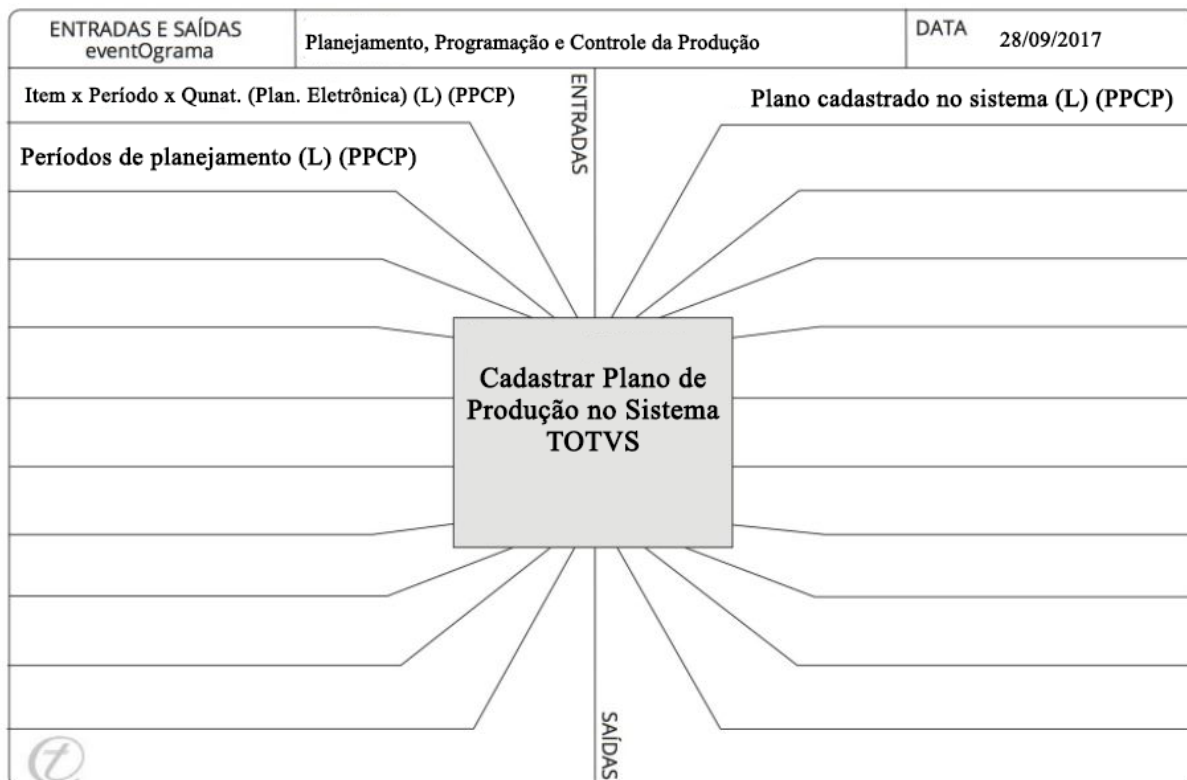 ENTRADAS E SAÍDAS
eventOgrama
Planejamento, Programação e Controle da Produção
DATA
28/09/2017
Item x Período x Qunat. (Plan. Eletrônica) (L) (PPCP)
Períodos de planejamento (L) (PPCP)
ENTRADAS
Plano cadastrado no sistema (L) (PPCP)
Cadastrar Plano de
Produção no Sistema
TOTVS
SAÍDAS